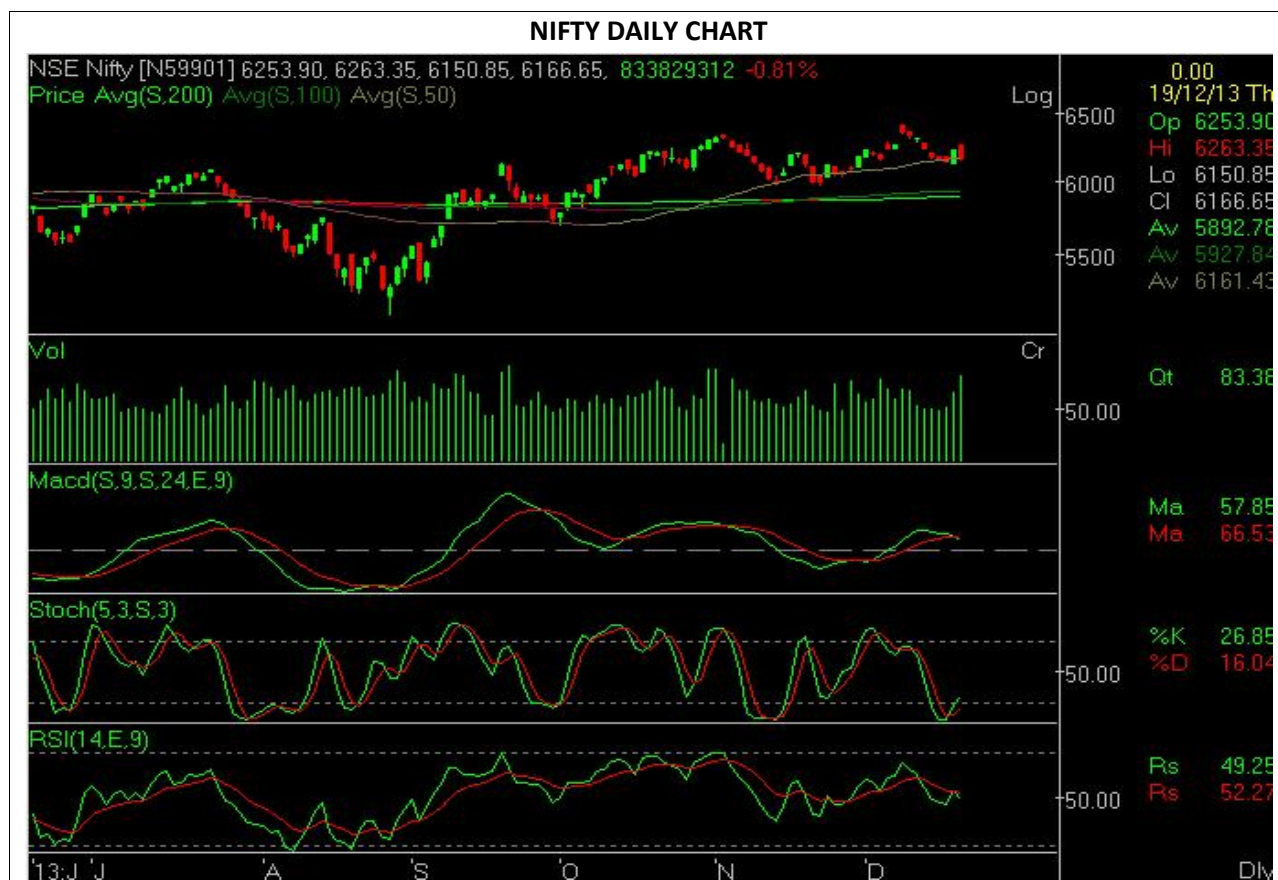 NIFTY DAILY CHART
NSE Nifty [N59901] 6253.90, 6263.35, 6150.85, 6166.65, 833829312 -0.81%
Price Avg(S,200) Avg(S,100) Avg(S,50)
Log
6500
6000
5500
0.00
19/12/13 Th
Op 6253.90
Hi 6263.35
Lo 6150.85
Cl 6166.65
Av 5892.78
Av 5927.84
Av 6161.43
Vol
Cr
50.00
Qt 83.38
Macd(S,9,S,24,E,9)
Ma 57.85
Ma 66.53
Stoch(5,3,S,3)
50.00
%K 26.85
%D 16.04
RSI(14,E,9)
50.00
Rs 49.25
Rs 52.27
'13:J 'J 'A 'S 'O 'N 'D
Dly